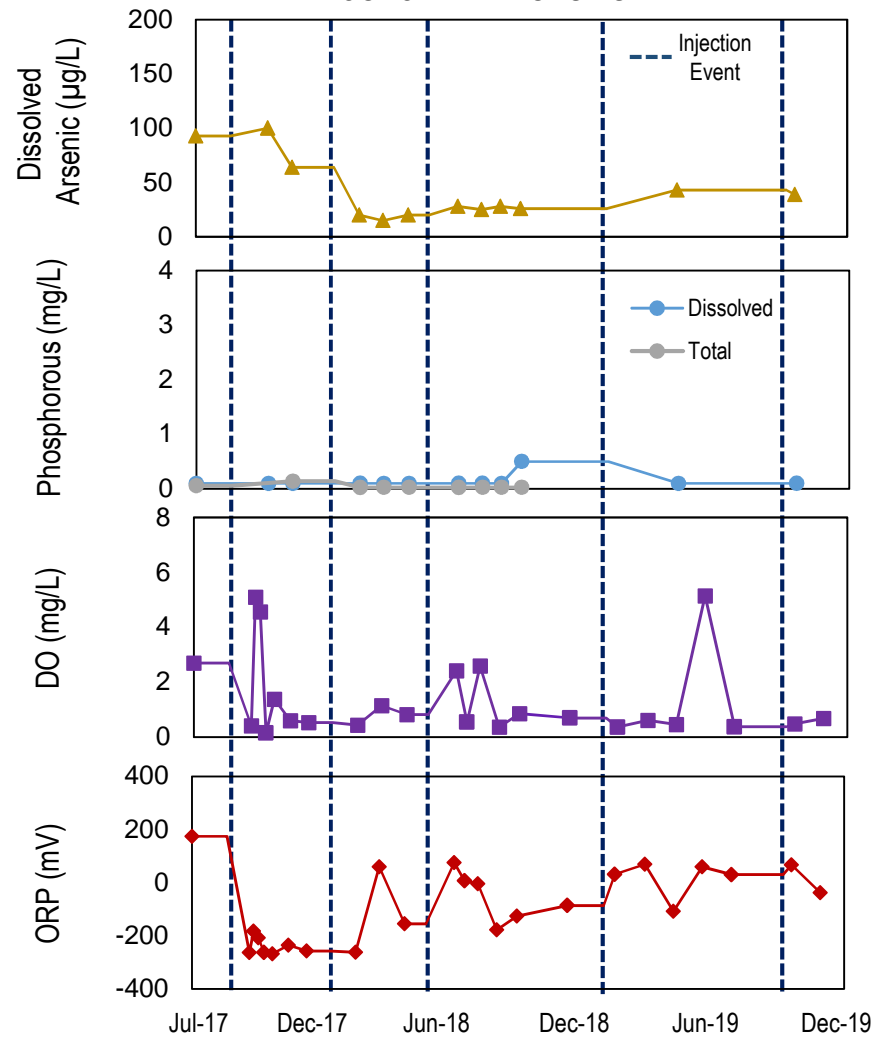 200
150
100
50
0
Dissolved
Arsenic (µg/L)
Injection
Event
4
3
2
1
0
Phosphorous (mg/L)
Dissolved
Total
8
6
4
2
0
DO (mg/L)
400
200
0
-200
-400
ORP (mV)
Jul-17 Dec-17 Jun-18 Dec-18 Jun-19 Dec-19